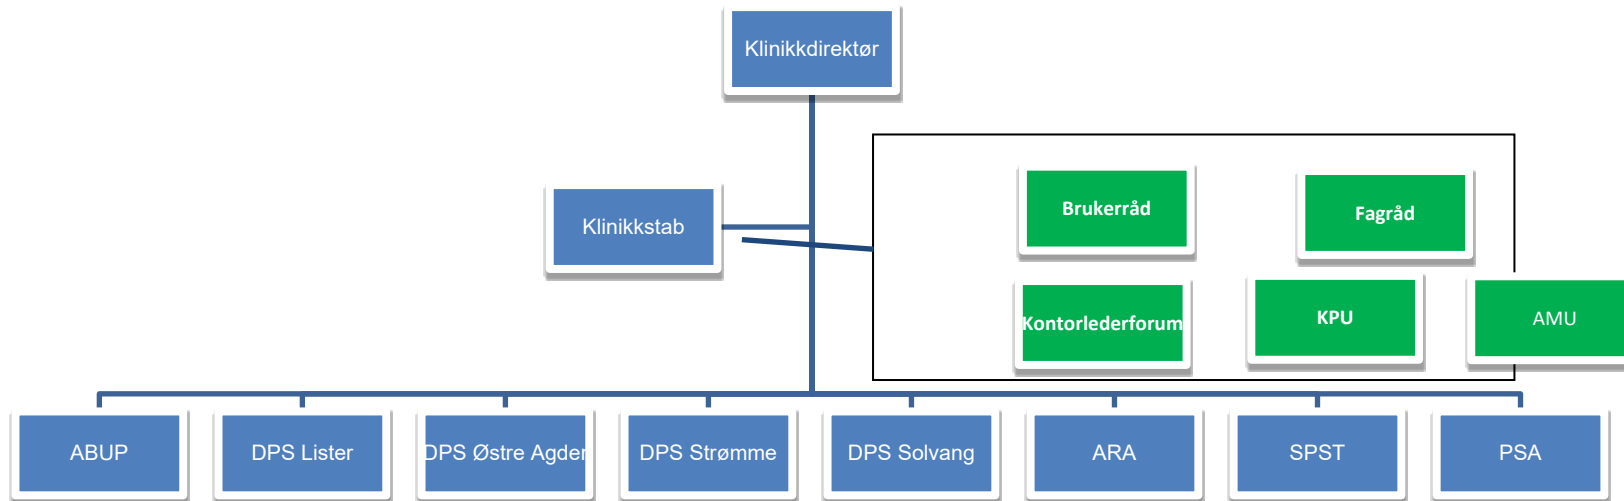 Klinikkdirektør
Klinikkstab
Brukerråd
Fagråd
Kontorlederforum
KPU
AMU
ABUP
DPS Lister
DPS Østre Agder
DPS Strømme
DPS Solvang
ARA
SPST
PSA